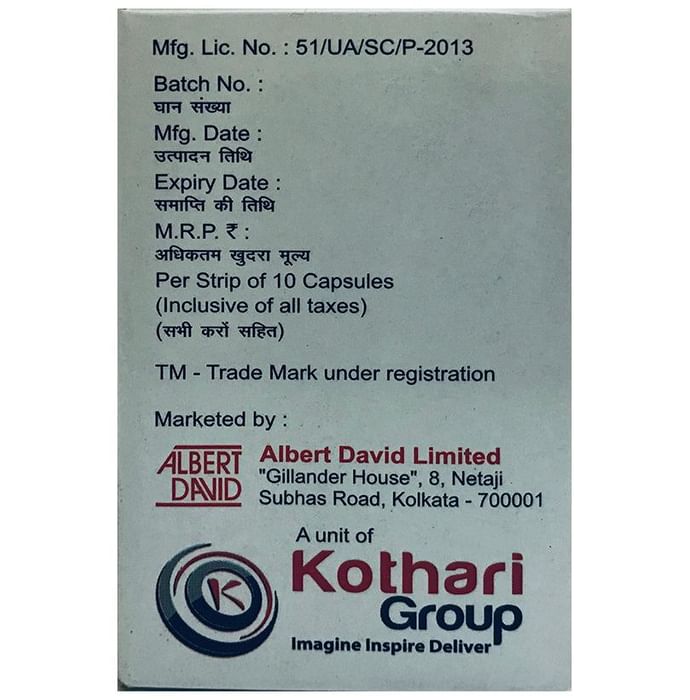 Mfg. Lic. No. : 51/UA/SC/P-2013
Batch No. :
घान संख्या
Mfg. Date :
उत्पादन तिथि
Expiry Date :
समाप्ति की तिथि
M.R.P. ₹ :
अधिकतम खुदरा मूल्य
Per Strip of 10 Capsules
(Inclusive of all taxes)
(सभी करों सहित)
TM - Trade Mark under registration
Marketed by :
ALBERT
DAVID
Albert David Limited
"Gillander House", 8, Netaji
Subhas Road, Kolkata - 700001
A unit of
K
Kothari
Group
Imagine Inspire Deliver